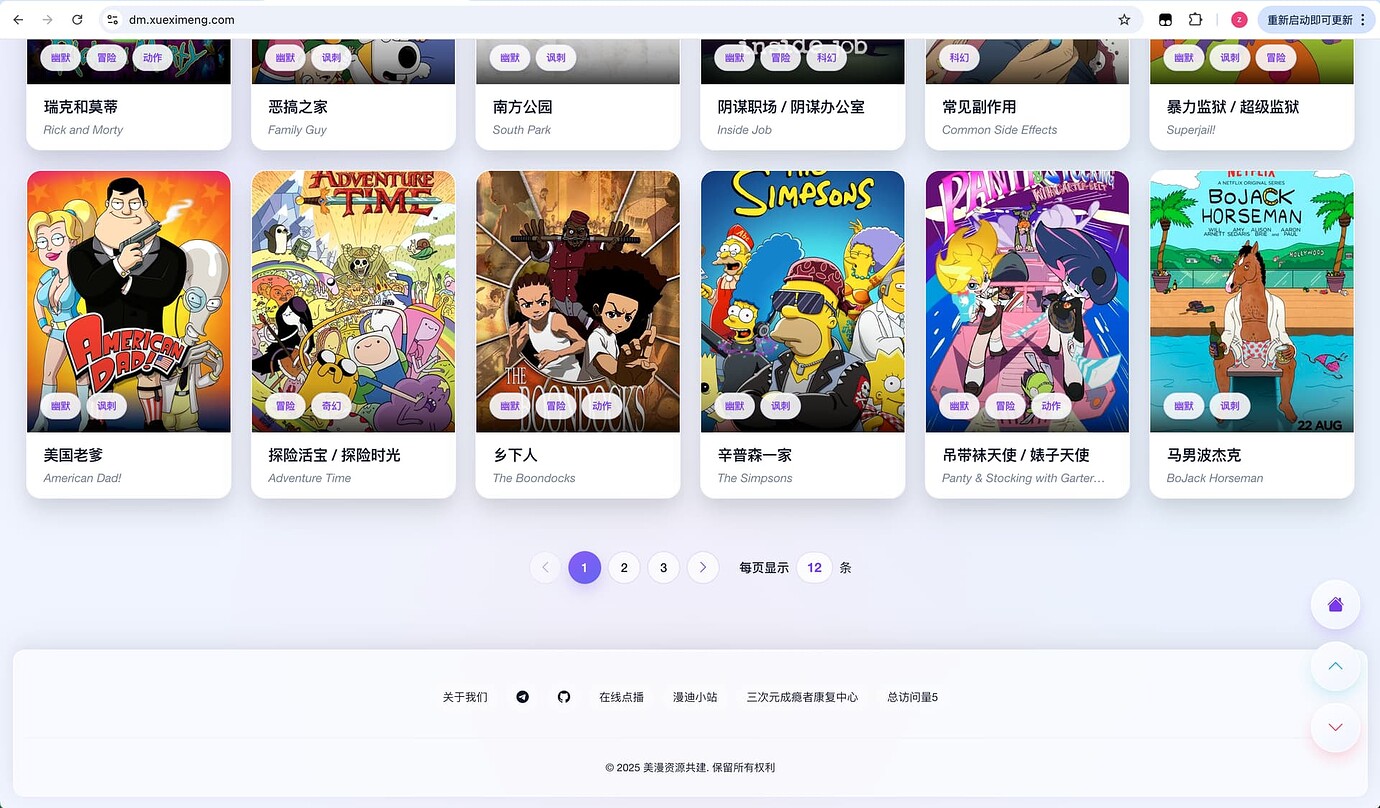 dm.xueximeng.com
Z
重新启动即可更新
幽默 冒险 动作
幽默 讽刺
幽默 讽刺
inside job
幽默 冒险 科幻
科幻
幽默 讽刺 冒险
瑞克和莫蒂
Rick and Morty
恶搞之家
Family Guy
南方公园
South Park
阴谋职场 / 阴谋办公室
Inside Job
常见副作用
Common Side Effects
暴力监狱 / 超级监狱
Superjail!
AMERICAN
DAD!
幽默 讽刺
美国老爹
American Dad!
ADVENTURE
TIME
冒险 奇幻
探险活宝 / 探险时光
Adventure Time
THE
BOONDOCKS
幽默 冒险 动作
乡下人
The Boondocks
THE
SIMPSONS
幽默 讽刺
辛普森一家
The Simpsons
PANTY & STOCKING
WITH GARTERBELT
幽默 冒险 动作
吊带袜天使 / 婊子天使
Panty & Stocking with Garter...
NETFLIX
A NETFLIX ORIGINAL SERIES
BOJACK
HORSEMAN
WILL ARNETT AMY SEDARIS ALISON BRIE and AARON PAUL
HOLLYWOOD
22 AUG
幽默 讽刺
马男波杰克
BoJack Horseman
1 2 3 每页显示 12 条
关于我们 在线点播 漫迪小站 三次元成瘾者康复中心 总访问量5
© 2025 美漫资源共建. 保留所有权利